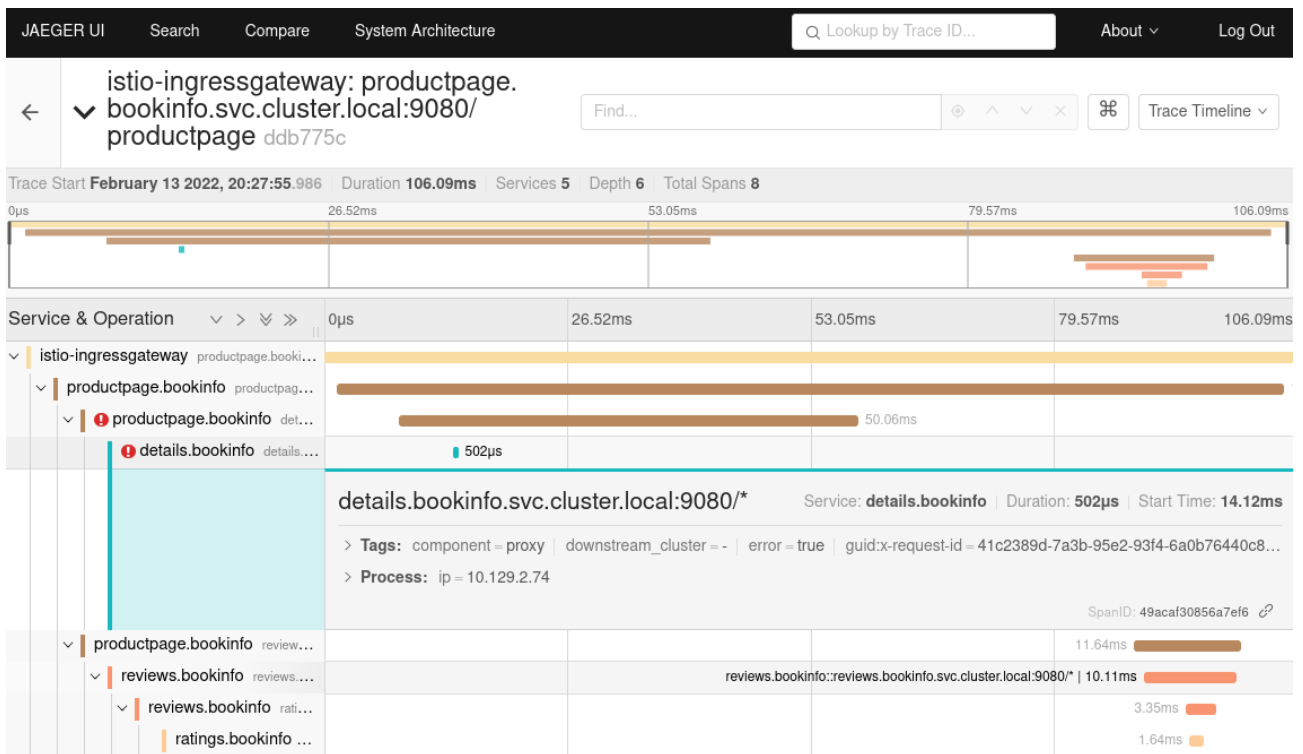 JAEGER UI Search Compare System Architecture Lookup by Trace ID... About Log Out
istio-ingressgateway: productpage.
bookinfo.svc.cluster.local:9080/
productpage ddb775c
Find... ⌘ Trace Timeline
Trace Start February 13 2022, 20:27:55.986 Duration 106.09ms Services 5 Depth 6 Total Spans 8
0μs 26.52ms 53.05ms 79.57ms 106.09ms
Service & Operation 0μs 26.52ms 53.05ms 79.57ms 106.09ms
istio-ingressgateway productpage.booki...
productpage.bookinfo productpag...
productpage.bookinfo det... 50.06ms
details.bookinfo details.... 502μs
details.bookinfo.svc.cluster.local:9080/* Service: details.bookinfo Duration: 502μs Start Time: 14.12ms
> Tags: component = proxy downstream_cluster = - error = true guid:x-request-id = 41c2389d-7a3b-95e2-93f4-6a0b76440c8...
> Process: ip = 10.129.2.74
SpanID: 49acaf30856a7ef6
productpage.bookinfo review... 11.64ms
reviews.bookinfo reviews.... reviews.bookinfo::reviews.bookinfo.svc.cluster.local:9080/* | 10.11ms
reviews.bookinfo rati... 3.35ms
ratings.bookinfo ... 1.64ms